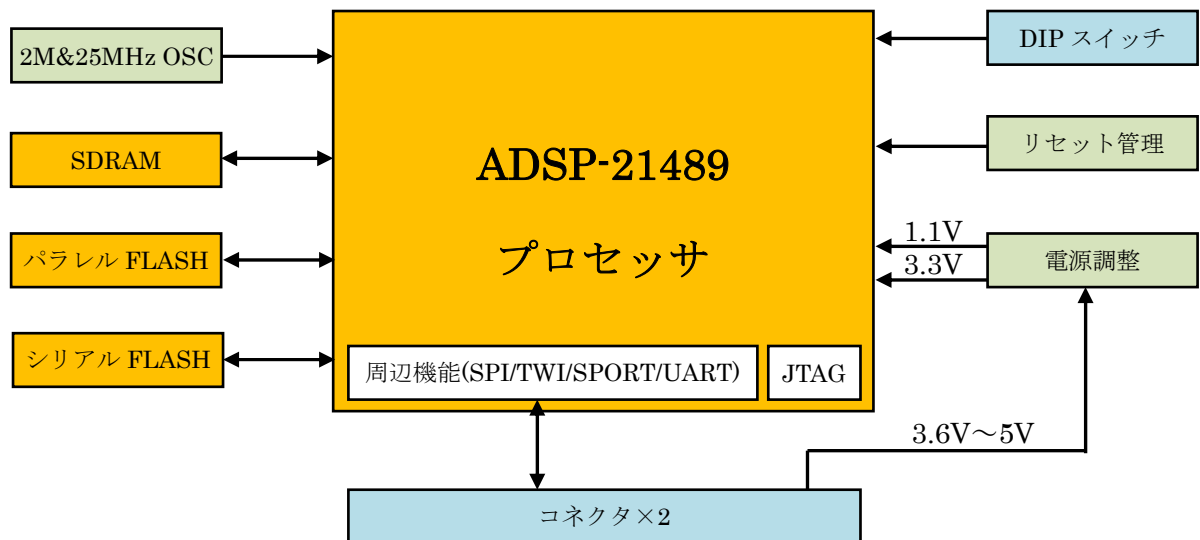 2M&25MHz OSC
SDRAM
パラレル FLASH
シリアル FLASH
ADSP-21489
プロセッサ
周辺機能(SPI/TWI/SPORT/UART)
JTAG
DIP スイッチ
リセット管理
1.1V
3.3V
電源調整
3.6V～5V
コネクタ×2